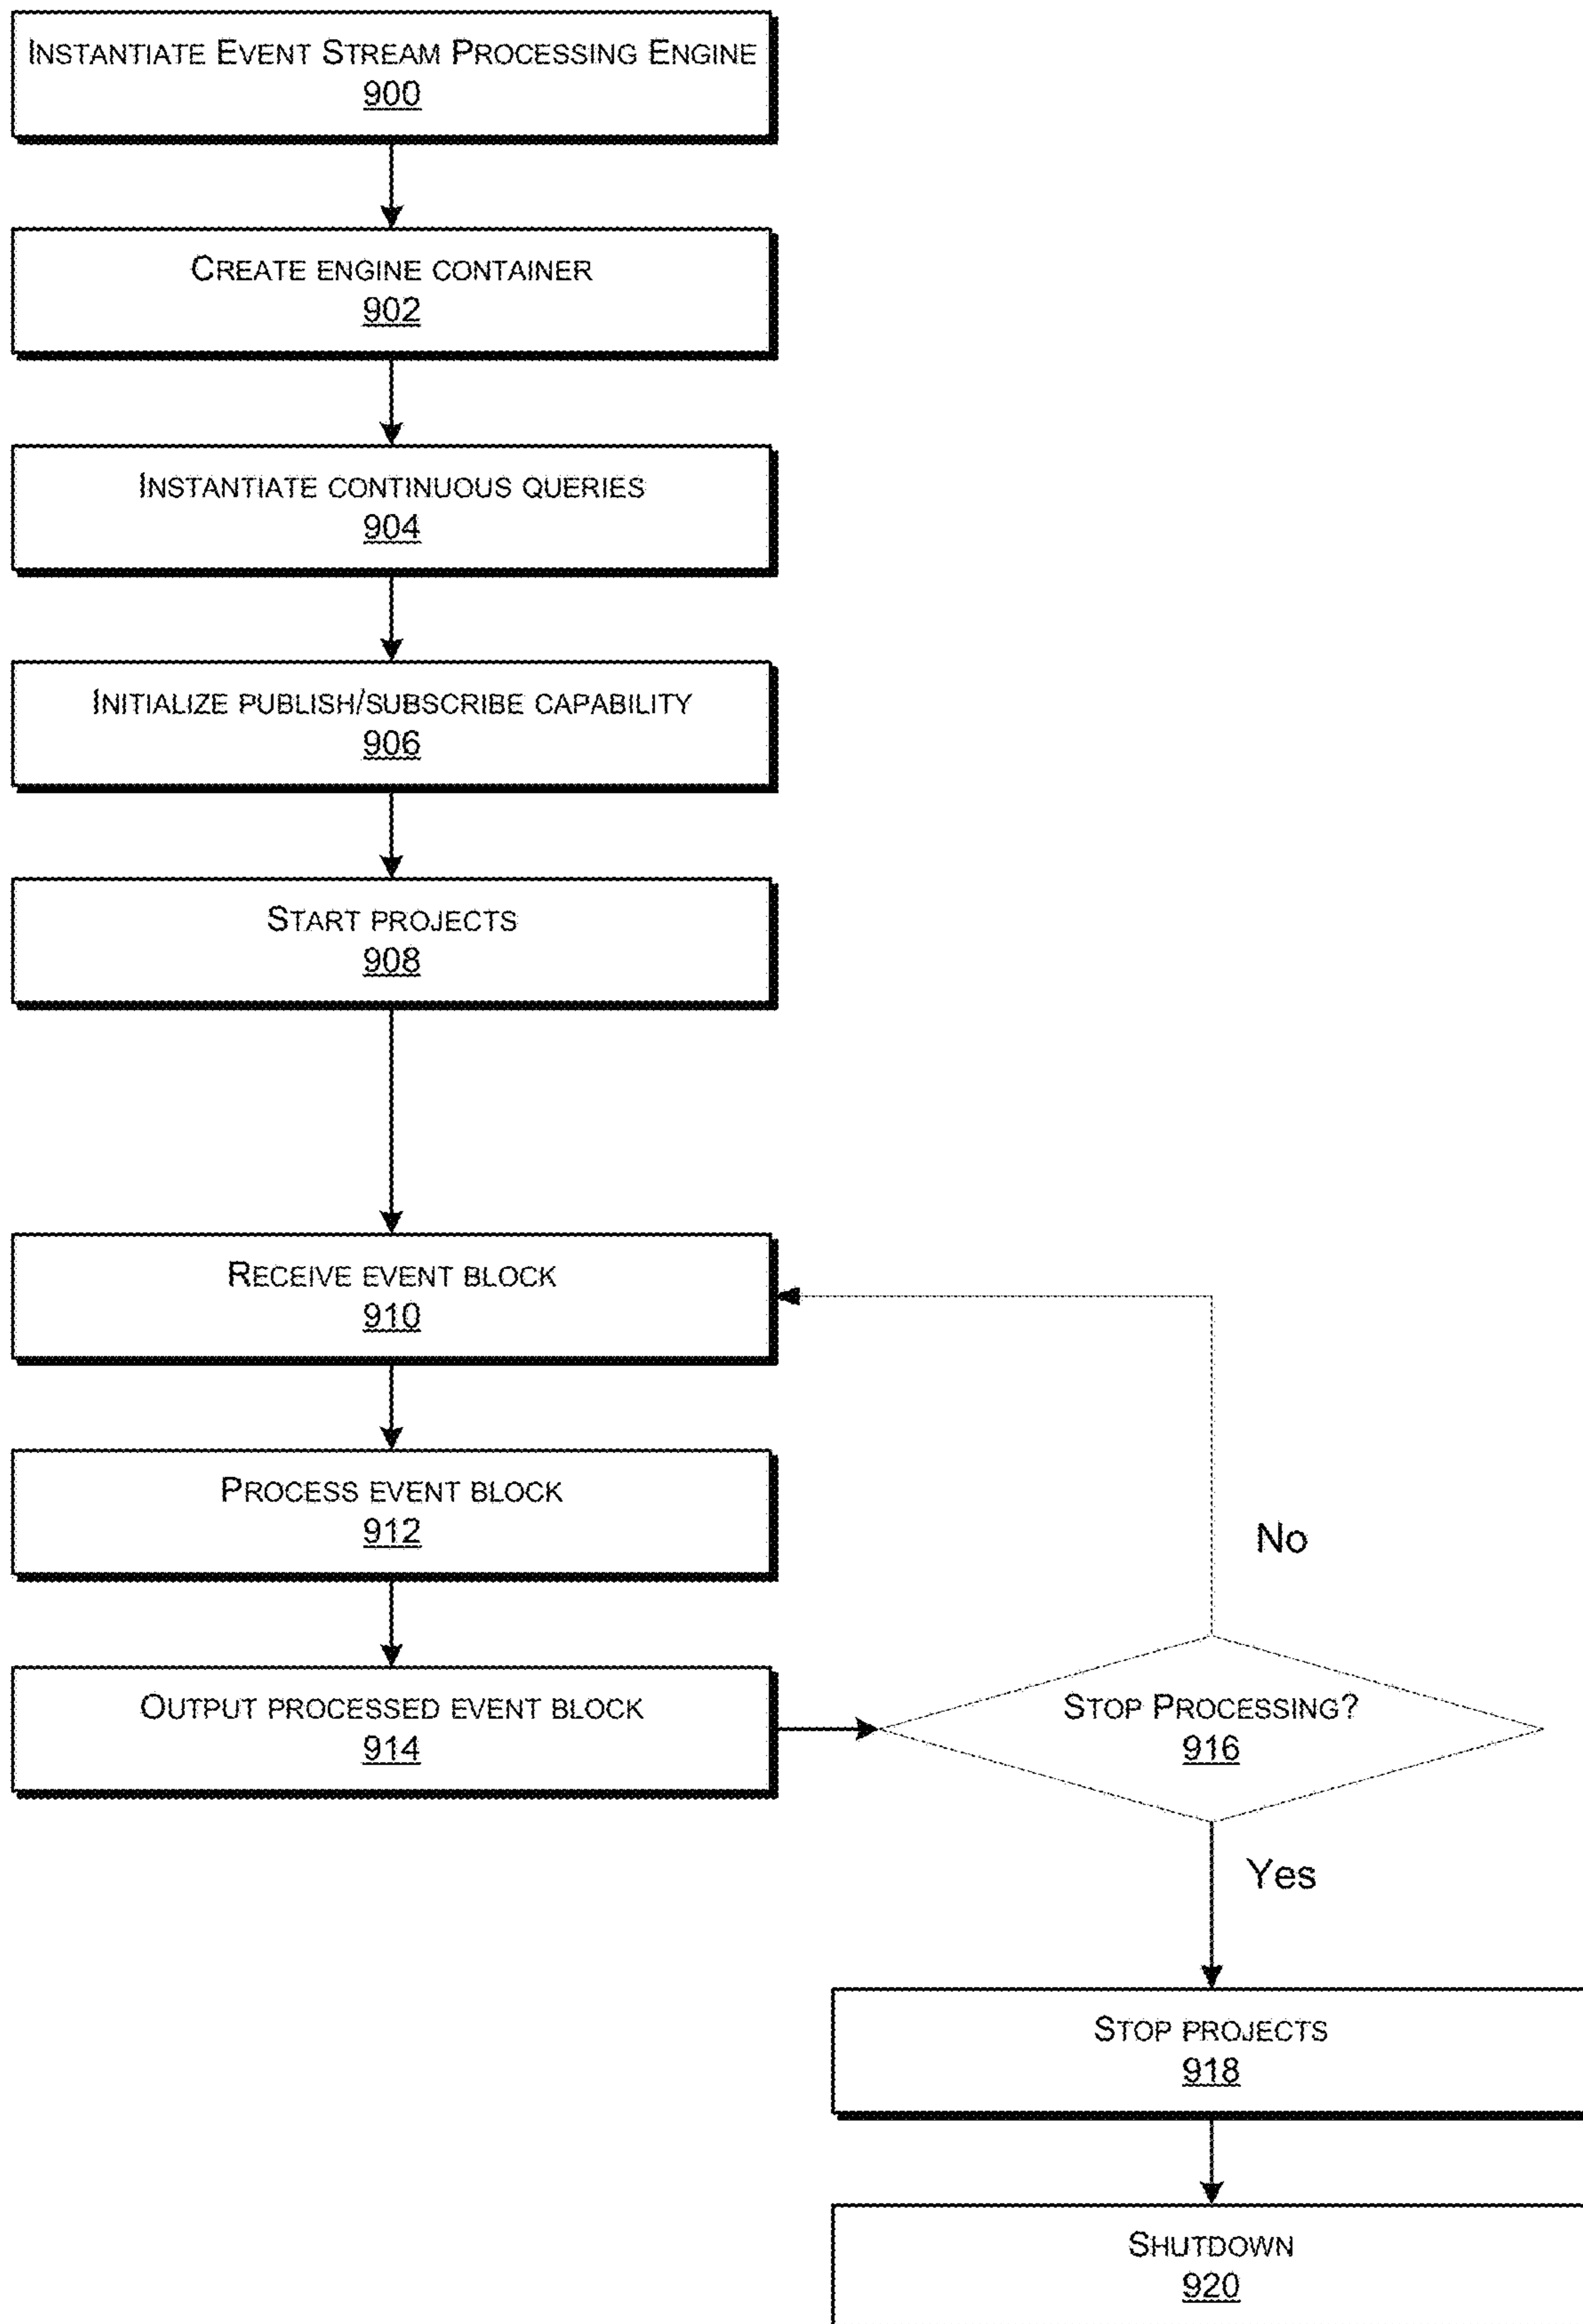 INSTANTIATE EVENT STREAM PROCESSING ENGINE
900
CREATE ENGINE CONTAINER
902
INSTANTIATE CONTINUOUS QUERIES
904
INITIALIZE PUBLISH/SUBSCRIBE CAPABILITY
906
START PROJECTS
908
RECEIVE EVENT BLOCK
910
PROCESS EVENT BLOCK
912
No
OUTPUT PROCESSED EVENT BLOCK
914
STOP PROCESSING?
916
Yes
STOP PROJECTS
918
SHUTDOWN
920